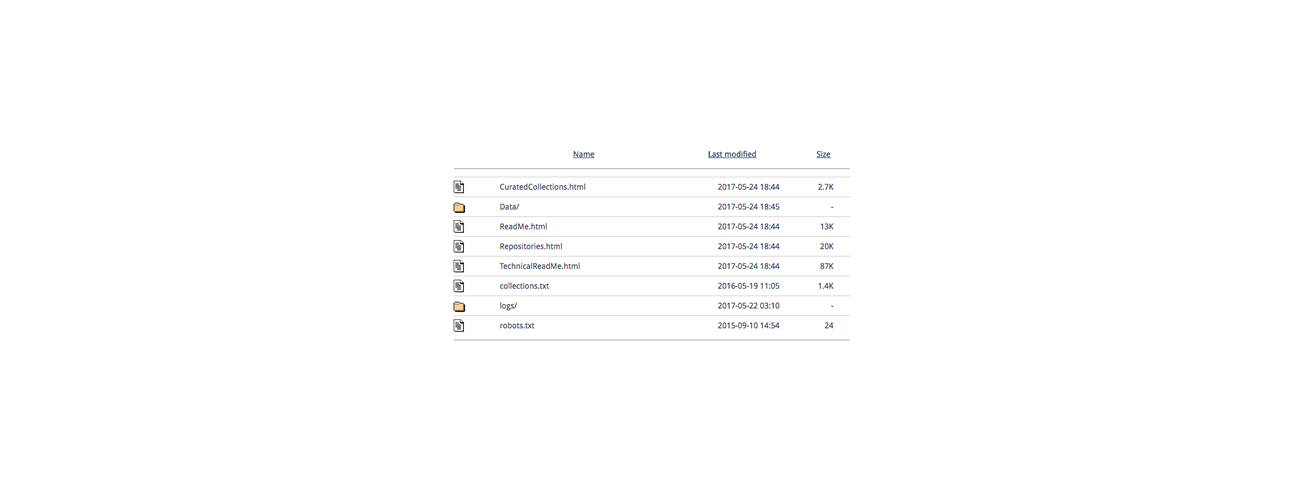 Name Last modified Size
CuratedCollections.html 2017-05-24 18:44 2.7K
Data/ 2017-05-24 18:45 -
ReadMe.html 2017-05-24 18:44 13K
Repositories.html 2017-05-24 18:44 20K
TechnicalReadMe.html 2017-05-24 18:44 87K
collections.txt 2016-05-19 11:05 1.4K
logs/ 2017-05-22 03:10 -
robots.txt 2015-09-10 14:54 24